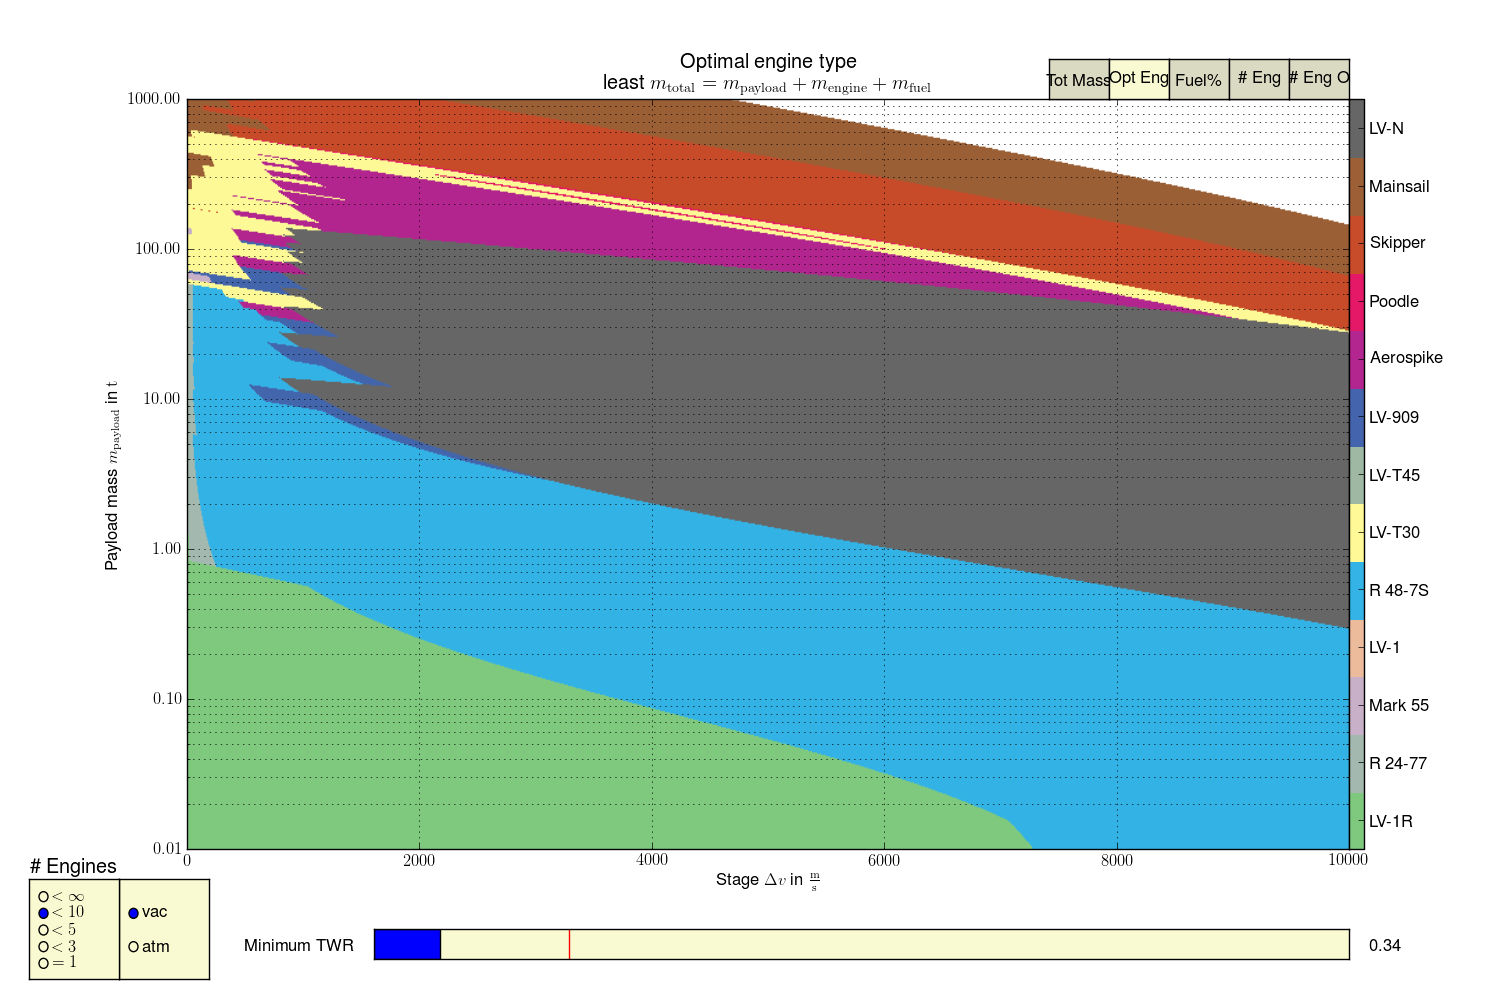 Optimal engine type
least m_total = m_payload + m_engine + m_fuel
Tot Mass
Opt Eng
Fuel%
# Eng
# Eng O
1000.00
100.00
10.00
1.00
0.10
0.01
Payload mass m_payload in t
0
2000
4000
6000
8000
10000
Stage Δv in m/s
LV-N
Mainsail
Skipper
Poodle
Aerospike
LV-909
LV-T45
LV-T30
R 48-7S
LV-1
Mark 55
R 24-77
LV-1R
# Engines
< ∞
< 10
< 5
< 3
= 1
vac
atm
Minimum TWR
0.34